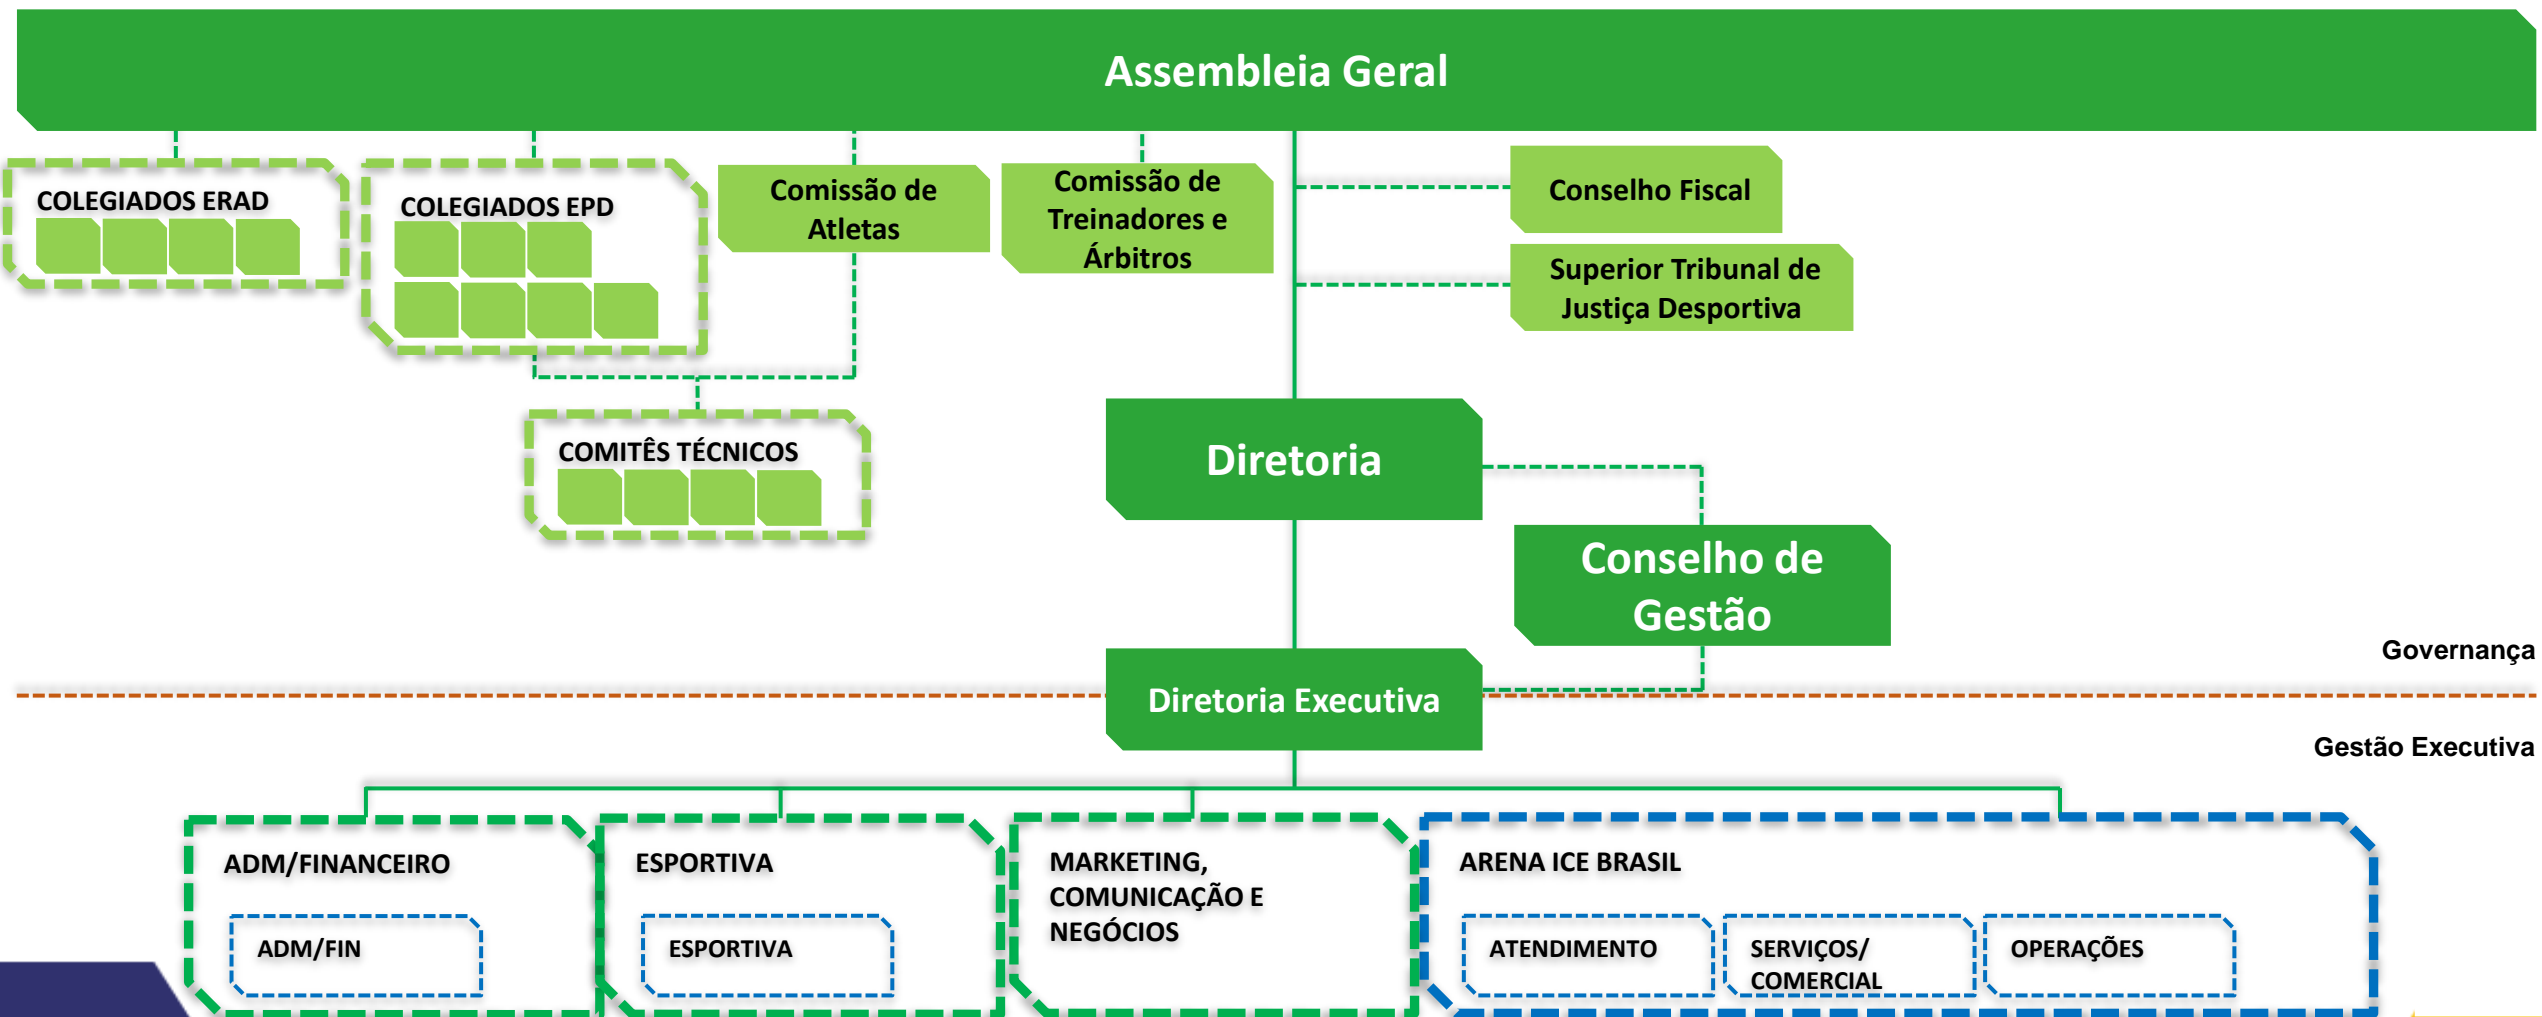 Assembleia Geral
COLEGIADOS ERAD
COLEGIADOS EPD
Comissão de
Atletas
Comissão de
Treinadores e
Árbitros
Conselho Fiscal
Superior Tribunal de
Justiça Desportiva
COMITÊS TÉCNICOS
Diretoria
Conselho de
Gestão
Governança
Diretoria Executiva
Gestão Executiva
ADM/FINANCEIRO
ADM/FIN
ESPORTIVA
ESPORTIVA
MARKETING,
COMUNICAÇÃO E
NEGÓCIOS
ARENA ICE BRASIL
ATENDIMENTO
SERVIÇOS/
COMERCIAL
OPERAÇÕES